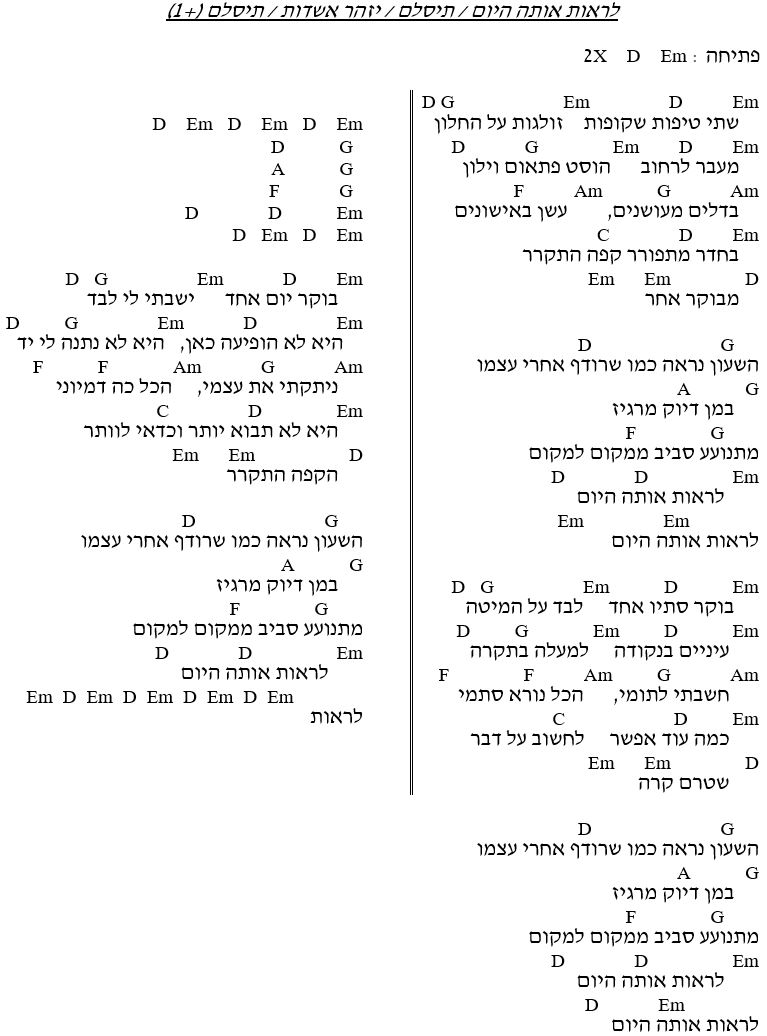 לראות אותה היום / תיסלם / תיסלם / יזהר אשדות / תיסלם (+1)
פתיחה : Em D 2X
Em D Em G D
שתי טיפות שקופות זולגות על החלון
Em D Em G D
מעבר לרחוב הוסט פתאום וילון
Am G Am F
בדלים מעושנים, עשן באישונים
Em D C
בחדר מתפורר קפה התקרר
D Em Em
מבוקר אחר
G D
השעון נראה כמו שרודף אחרי עצמו
G A
במן דיוק מרגיז
G F
מתנועע סביב ממקום למקום
Em D D
לראות אותה היום
Em Em
לראות אותה היום
Em D Em G D
בוקר סתיו אחד לבד על המיטה
Em D Em G D
עיניים בנקודה למעלה בתקרה
Am G Am F F
חשבתי לתומי, הכל נורא סתמי
Em D C
כמה עוד אפשר לחשוב על דבר
D Em Em
שטרם קרה
G D
השעון נראה כמו שרודף אחרי עצמו
G A
במן דיוק מרגיז
G F
מתנועע סביב ממקום למקום
Em D D
לראות אותה היום
Em D
לראות אותה היום
Em D Em D Em D
G D
G A
G F
Em D D
Em D Em D
Em D Em G D
בוקר יום אחד ישבתי לי לבד
Em D Em G D
היא לא הופיעה כאן, היא לא נתנה לי יד
Am G Am F F
ניתקתי את עצמי, הכל כה דמיוני
Em D C
היא לא תבוא יותר וכדאי לוותר
D Em Em
הקפה התקרר
G D
השעון נראה כמו שרודף אחרי עצמו
G A
במן דיוק מרגיז
G F
מתנועע סביב ממקום למקום
Em D D
לראות אותה היום
Em D Em D Em D Em D Em
לראות